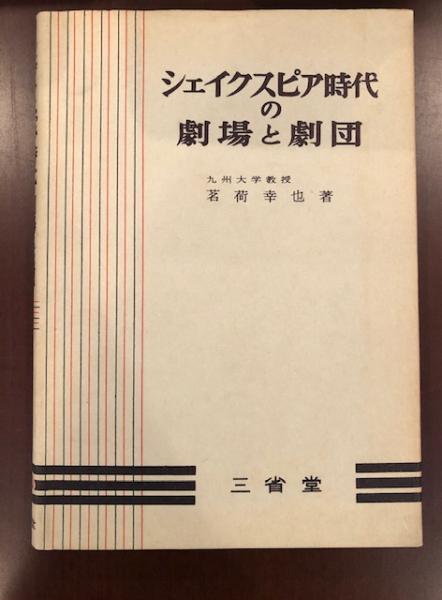 シェイクスピア時代
の
劇場と劇団
九州大学教授
茗荷幸也著
三省堂